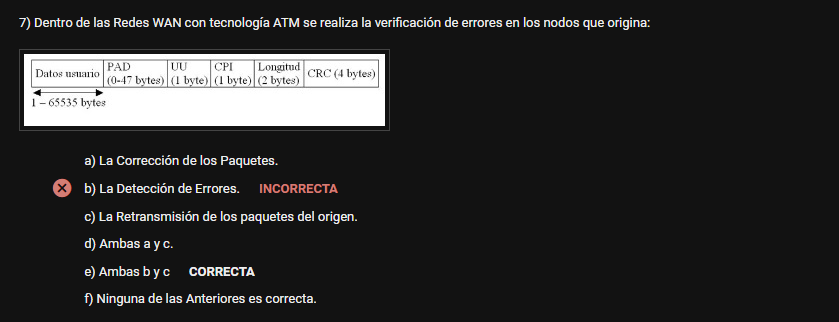 7) Dentro de las Redes WAN con tecnología ATM se realiza la verificación de errores en los nodos que origina:
Datos usuario PAD (0-47 bytes) UU (1 byte) CPI (1 byte) Longitud (2 bytes) CRC (4 bytes)
1 – 65535 bytes
a) La Corrección de los Paquetes.
b) La Detección de Errores. INCORRECTA
c) La Retransmisión de los paquetes del origen.
d) Ambas a y c.
e) Ambas b y c CORRECTA
f) Ninguna de las Anteriores es correcta.